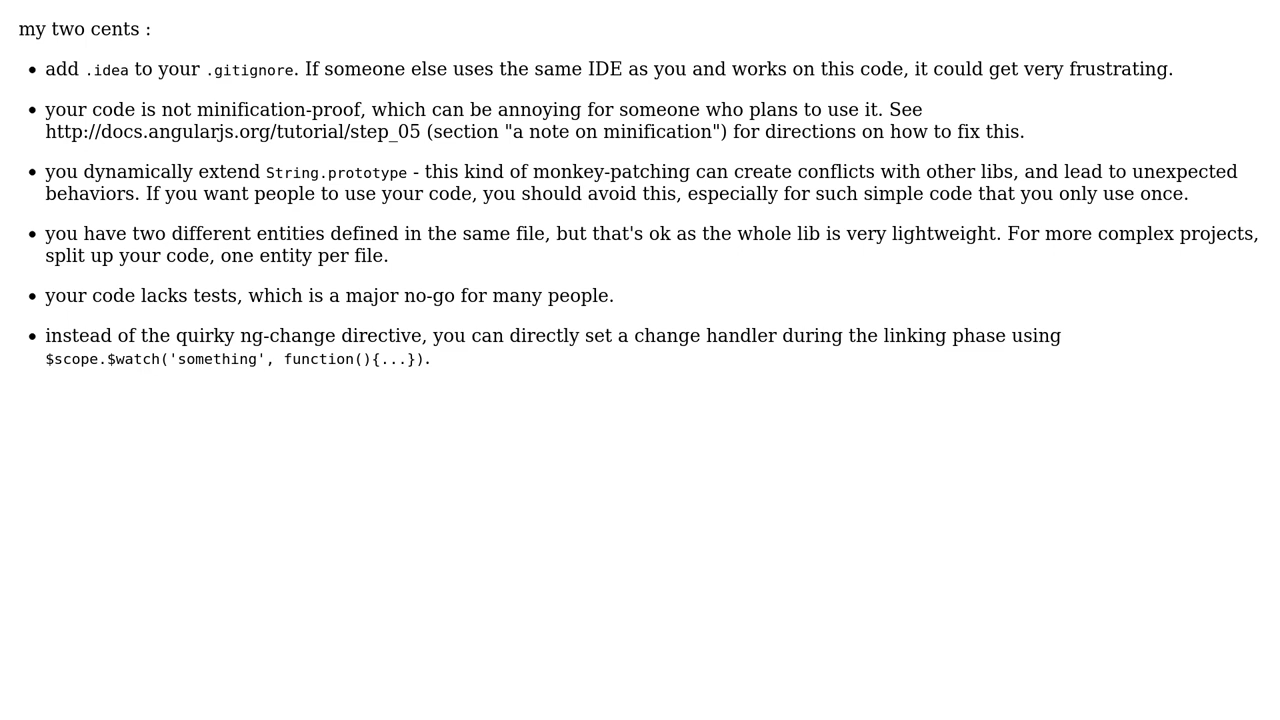 my two cents :
• add .idea to your .gitignore. If someone else uses the same IDE as you and works on this code, it could get very frustrating.
• your code is not minification-proof, which can be annoying for someone who plans to use it. See
http://docs.angularjs.org/tutorial/step_05 (section "a note on minification") for directions on how to fix this.
• you dynamically extend String.prototype - this kind of monkey-patching can create conflicts with other libs, and lead to unexpected
behaviors. If you want people to use your code, you should avoid this, especially for such simple code that you only use once.
• you have two different entities defined in the same file, but that's ok as the whole lib is very lightweight. For more complex projects,
split up your code, one entity per file.
• your code lacks tests, which is a major no-go for many people.
• instead of the quirky ng-change directive, you can directly set a change handler during the linking phase using
$scope.$watch('something', function(){...}).